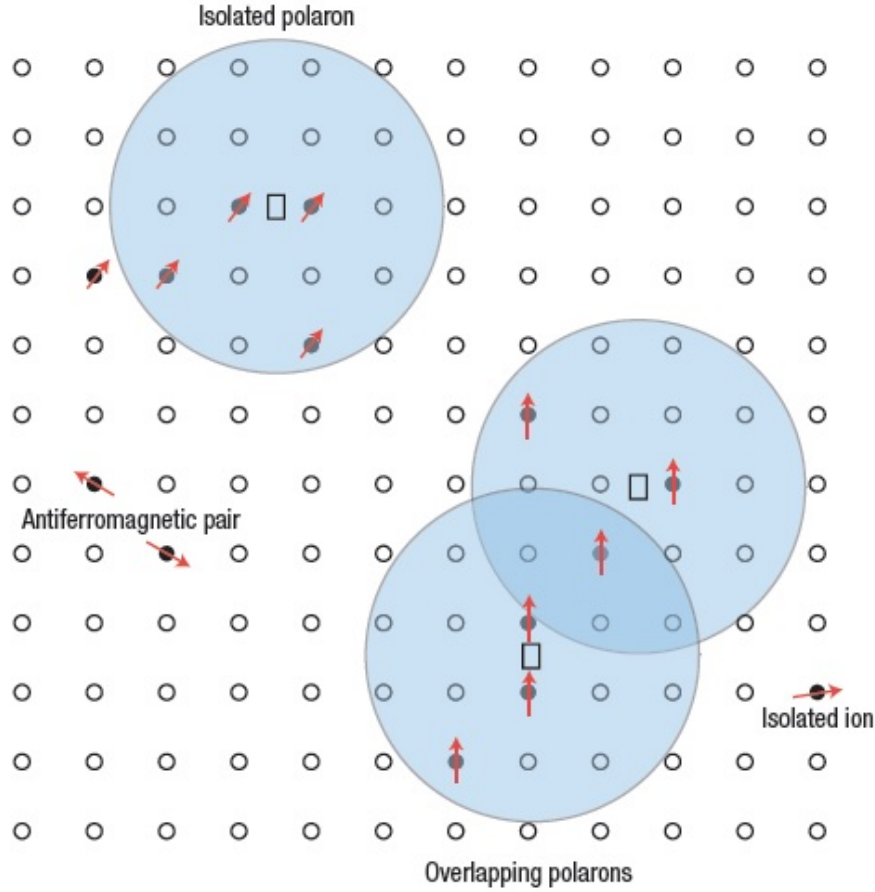 Isolated polaron
Antiferromagnetic pair
Isolated ion
Overlapping polarons